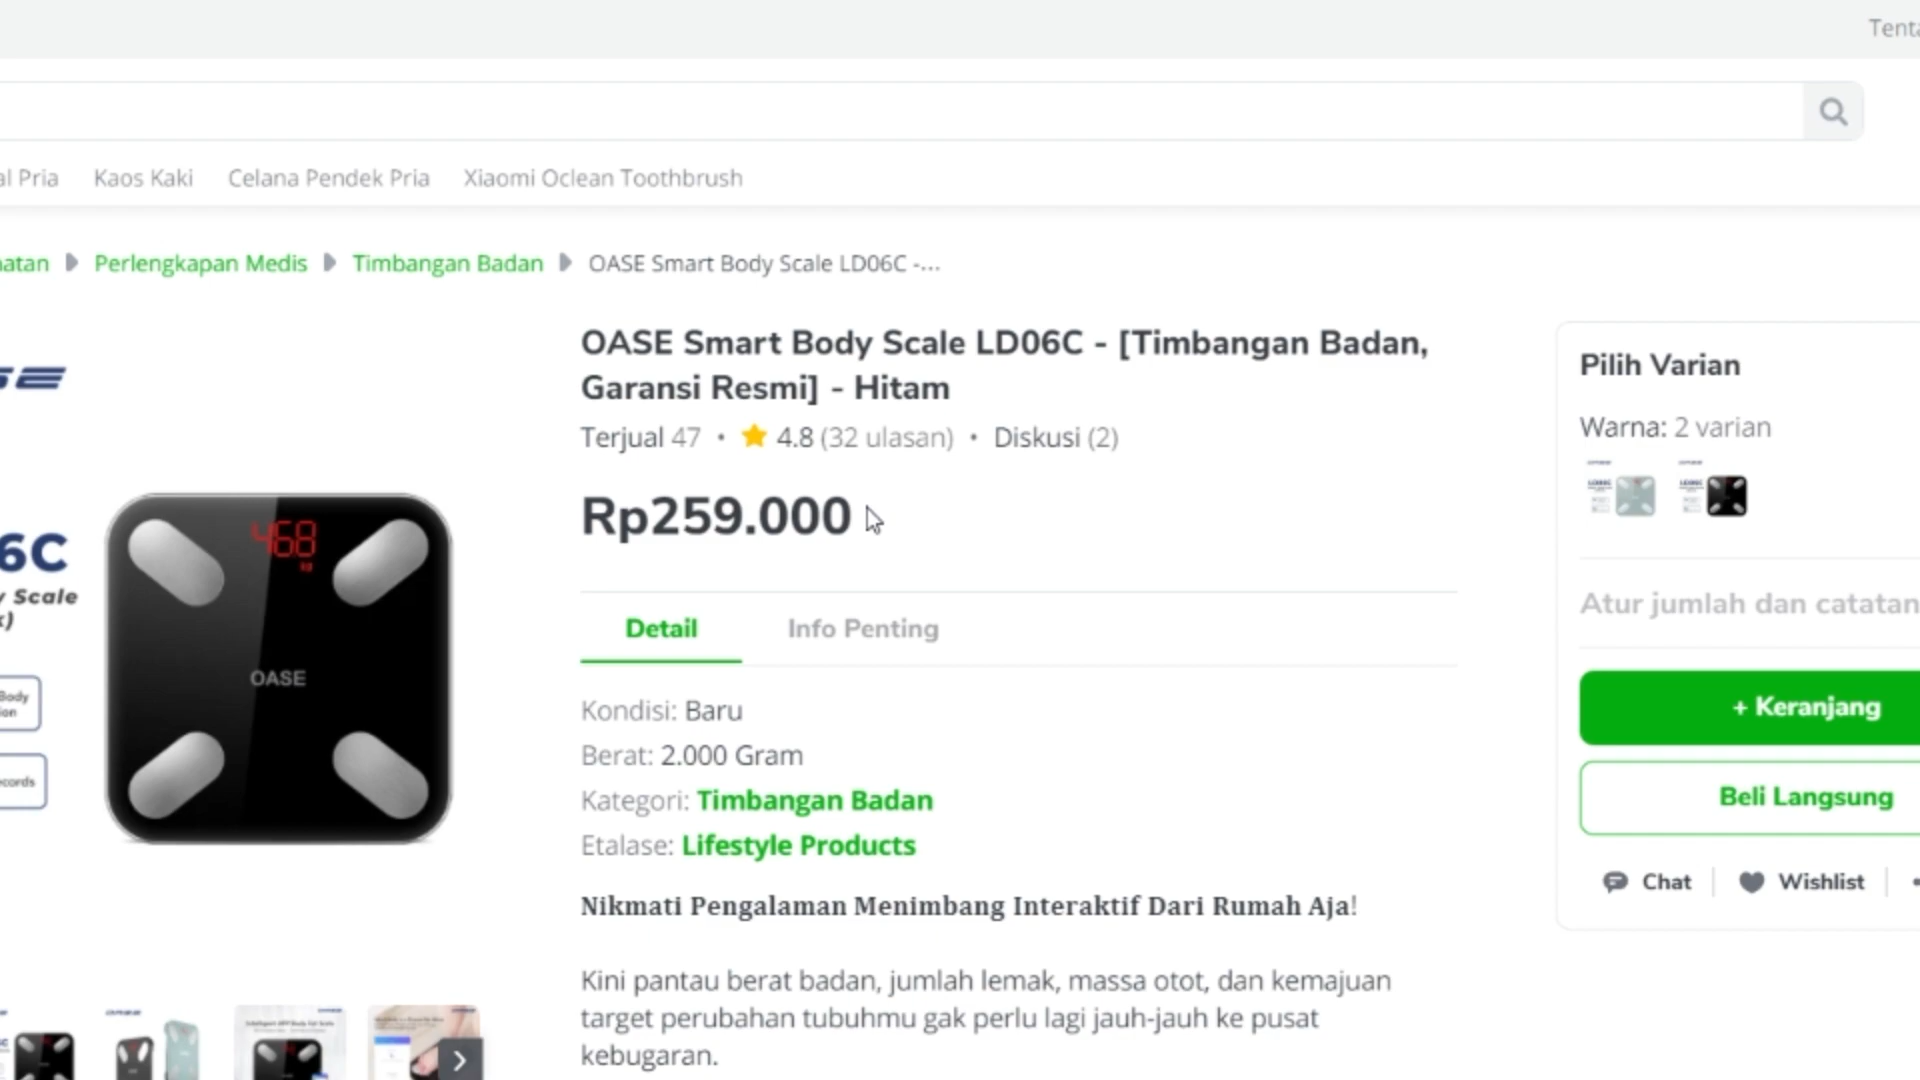 Kaos Kaki Celana Pendek Pria Xiaomi Oclean Toothbrush
Perlengkapan Medis Timbangan Badan OASE Smart Body Scale LD06C -...
OASE Smart Body Scale LD06C - [Timbangan Badan,
Garansi Resmi] - Hitam
Terjual 47 • 4.8 (32 ulasan) • Diskusi (2)
Rp259.000
Detail Info Penting
Kondisi: Baru
Berat: 2.000 Gram
Kategori: Timbangan Badan
Etalase: Lifestyle Products
Nikmati Pengalaman Menimbang Interaktif Dari Rumah Aja!
Kini pantau berat badan, jumlah lemak, massa otot, dan kemajuan
target perubahan tubuhmu gak perlu lagi jauh-jauh ke pusat
kebugaran.
6C
Scale
Body
468
kg
OASE
Pilih Varian
Warna: 2 varian
Atur jumlah dan catatan
+ Keranjang
Beli Langsung
Chat Wishlist